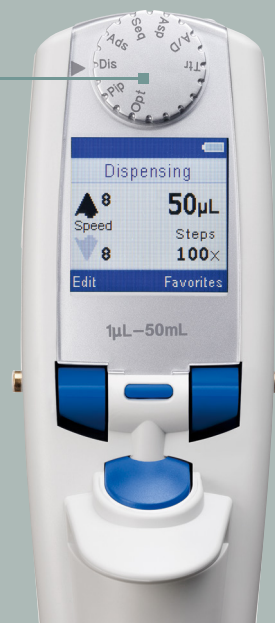 Ads
Seq
Asp
A/D
Ttr
Dis
Pip
Opt
Dispensing
8
50µL
Speed
Steps
8
100×
Edit
Favorites
1µL–50mL